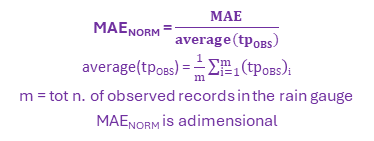 MAE_NORM = MAE / average(tp_OBS)
average(tp_OBS) = 1/m ∑_{i=1}^{m} (tp_OBS)_i
m = tot n. of observed records in the rain gauge
MAE_NORM is adimensional